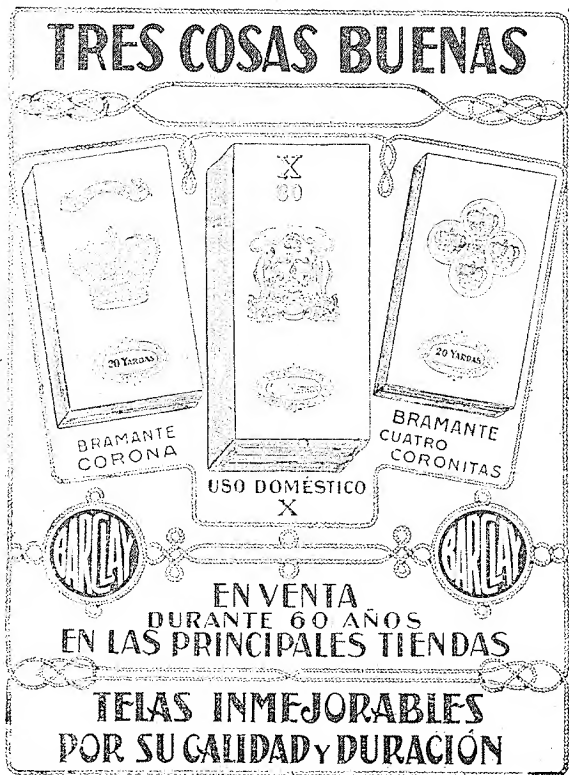 TRES COSAS BUENAS
X
80
20 YARDAS
20 YARDAS
BRAMANTE
CORONA
USO DOMÉSTICO
X
BRAMANTE
CUATRO
CORONITAS
BARCLAY
BARCLAY
EN VENTA
DURANTE 60 AÑOS
EN LAS PRINCIPALES TIENDAS
TELAS INMEJORABLES
POR SU CALIDAD Y DURACIÓN